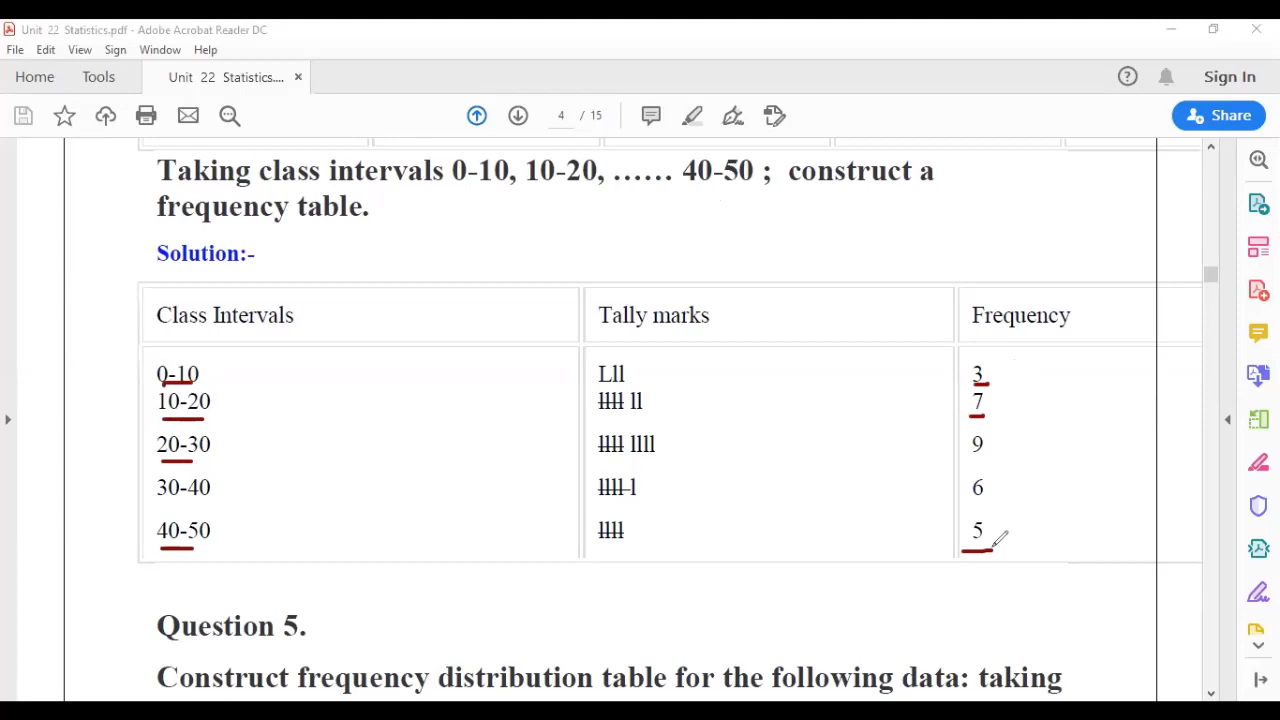 Unit 22 Statistics.pdf - Adobe Acrobat Reader DC
File Edit View Sign Window Help
Home Tools Unit 22 Statistics.... × Sign In
4 / 15 Share
Taking class intervals 0-10, 10-20, …… 40-50 ; construct a
frequency table.
Solution:-
Class Intervals Tally marks Frequency
0-10 Lll 3
10-20 llll ll 7
20-30 llll llll 9
30-40 llll l 6
40-50 llll 5
Question 5.
Construct frequency distribution table for the following data: taking